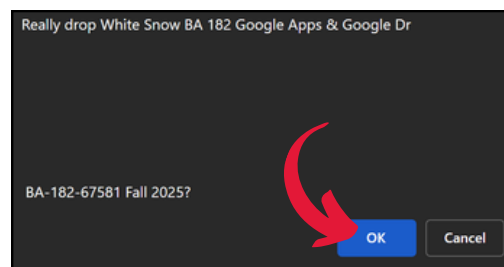 Really drop White Snow BA 182 Google Apps & Google Dr
BA-182-67581 Fall 2025?
OK
Cancel